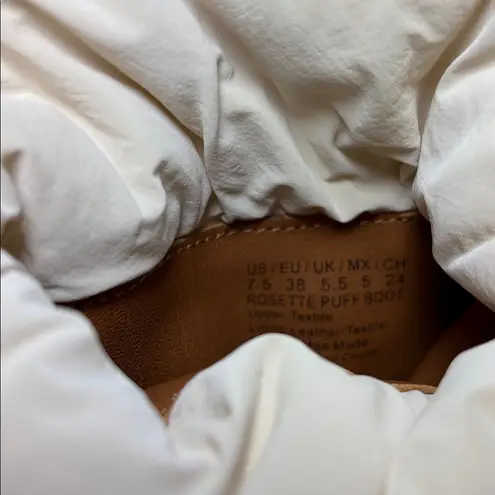 US / EU / UK / MX / CH
7.5 38 5.5 5 24
ROSETTE PUFF BOOT
Upper: Textile
Leather/Textile
Made